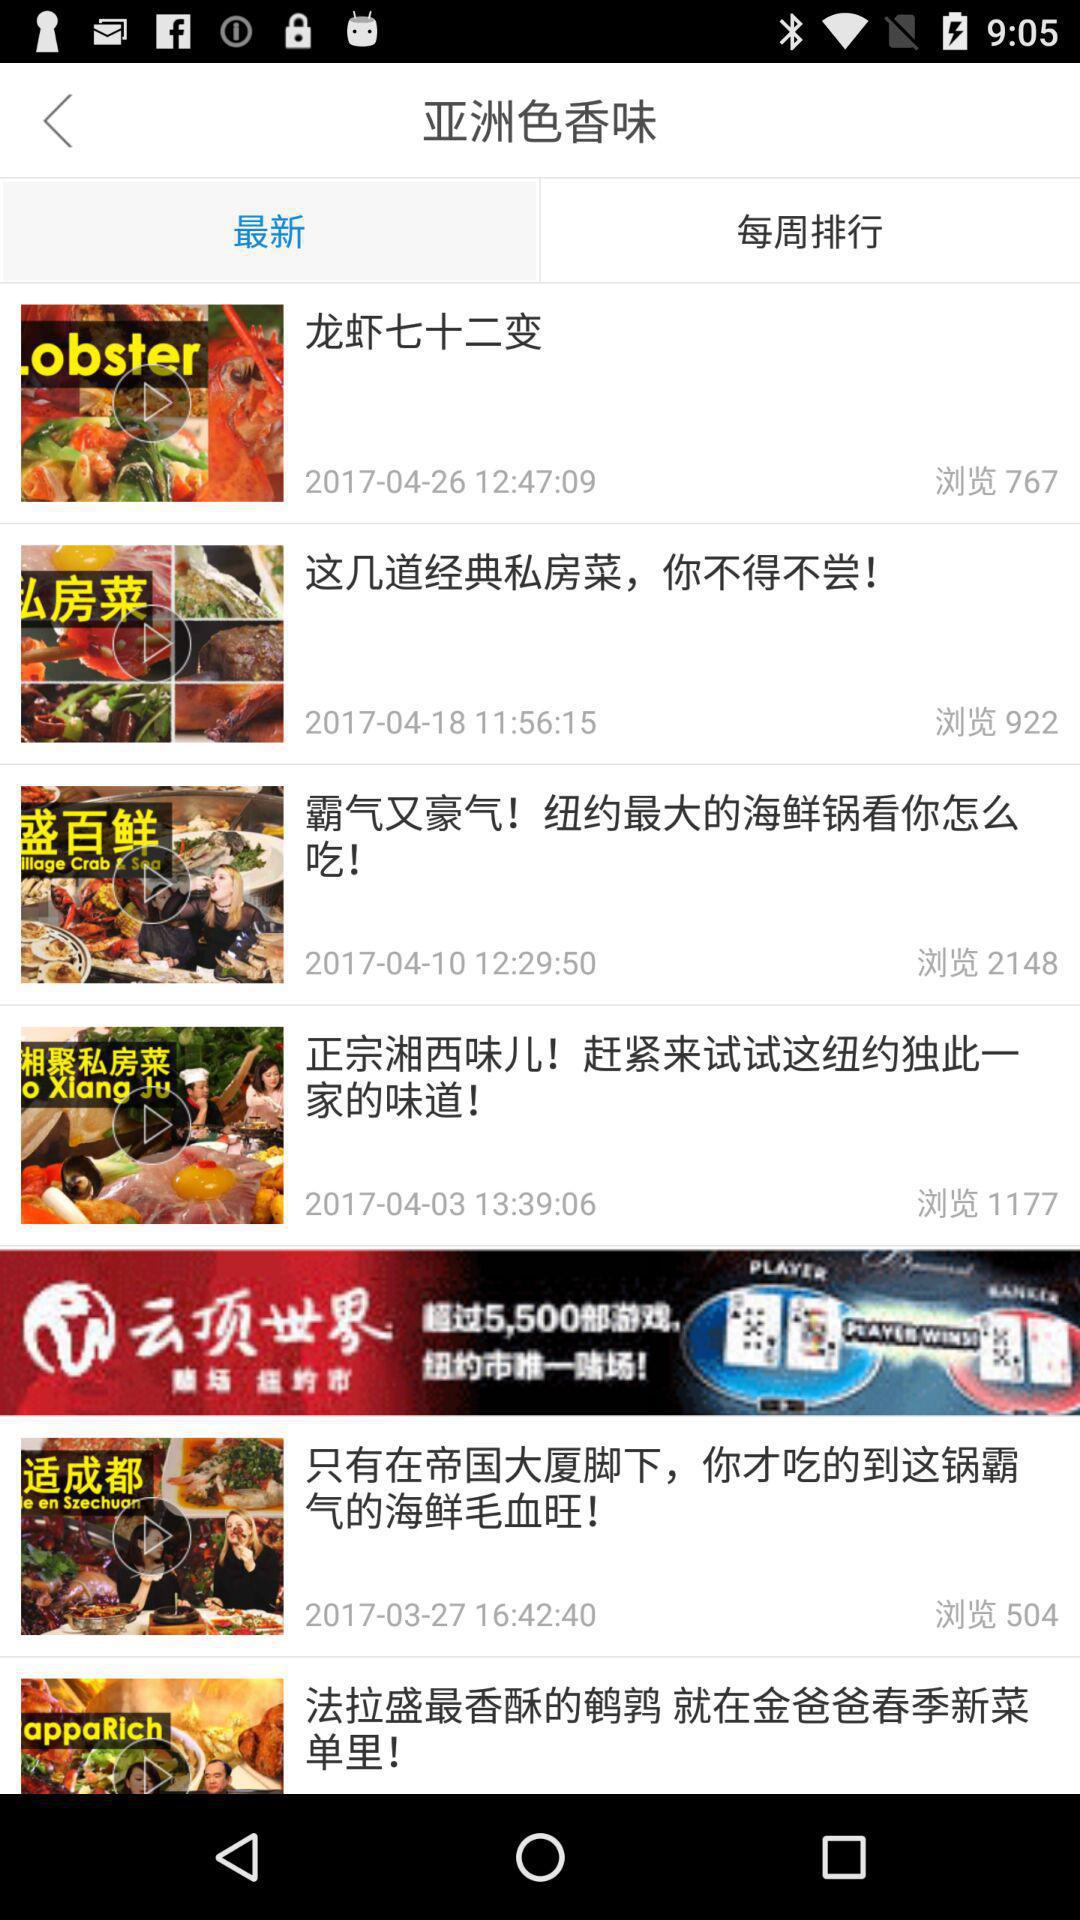 9:05
亚洲色香味
最新
每周排行
Lobster
龙虾七十二变
2017-04-26 12:47:09
浏览 767
私房菜
这几道经典私房菜，你不得不尝！
2017-04-18 11:56:15
浏览 922
盛百鲜
illage Crab & Sea
霸气又豪气！纽约最大的海鲜锅看你怎么
吃！
2017-04-10 12:29:50
浏览 2148
湘聚私房菜
o Xiang Ju
正宗湘西味儿！赶紧来试试这纽约独此一
家的味道！
2017-04-03 13:39:06
浏览 1177
云顶世界
赌场 纽约市
超过5,500部游戏，
纽约市唯一赌场！
PLAYER
BANKER
PLAYER WINS!
适成都
le en Szechuan
只有在帝国大厦脚下，你才吃的到这锅霸
气的海鲜毛血旺！
2017-03-27 16:42:40
浏览 504
appaRich
法拉盛最香酥的鹌鹑 就在金爸爸春季新菜
单里！